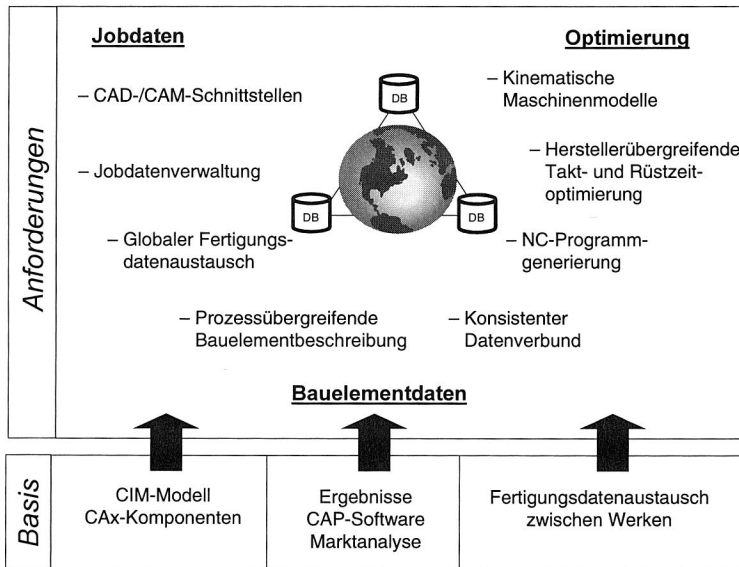 Anforderungen
Jobdaten
– CAD-/CAM-Schnittstellen
– Jobdatenverwaltung
– Globaler Fertigungs-
datenaustausch
DB
DB
DB
Optimierung
– Kinematische
Maschinenmodelle
– Herstellerübergreifende
Takt- und Rüstzeit-
optimierung
– NC-Programm-
generierung
– Prozessübergreifende
Bauelementbeschreibung
– Konsistenter
Datenverbund
Bauelementdaten
Basis
CIM-Modell
CAx-Komponenten
Ergebnisse
CAP-Software
Marktanalyse
Fertigungsdatenaustausch
zwischen Werken